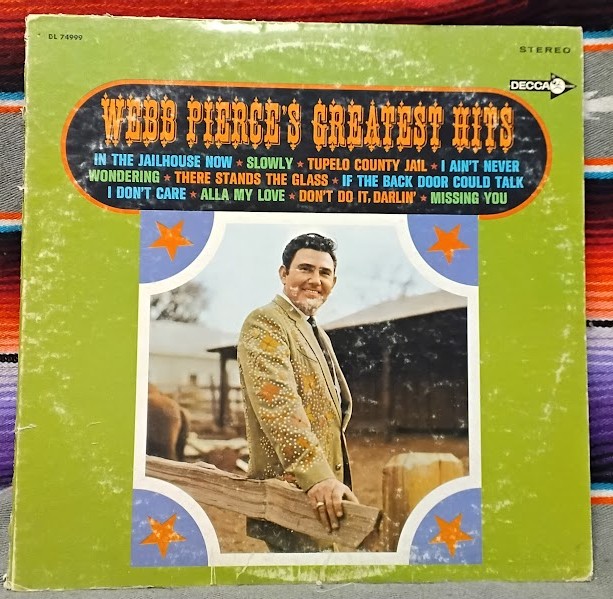 DL 74999
STEREO
DECCA
WEBB PIERCE'S GREATEST HITS
IN THE JAILHOUSE NOW ★ SLOWLY ★ TUPELO COUNTY JAIL ★ I AIN'T NEVER
WONDERING ★ THERE STANDS THE GLASS ★ IF THE BACK DOOR COULD TALK
I DON'T CARE ★ ALLA MY LOVE ★ DON'T DO IT, DARLIN' ★ MISSING YOU